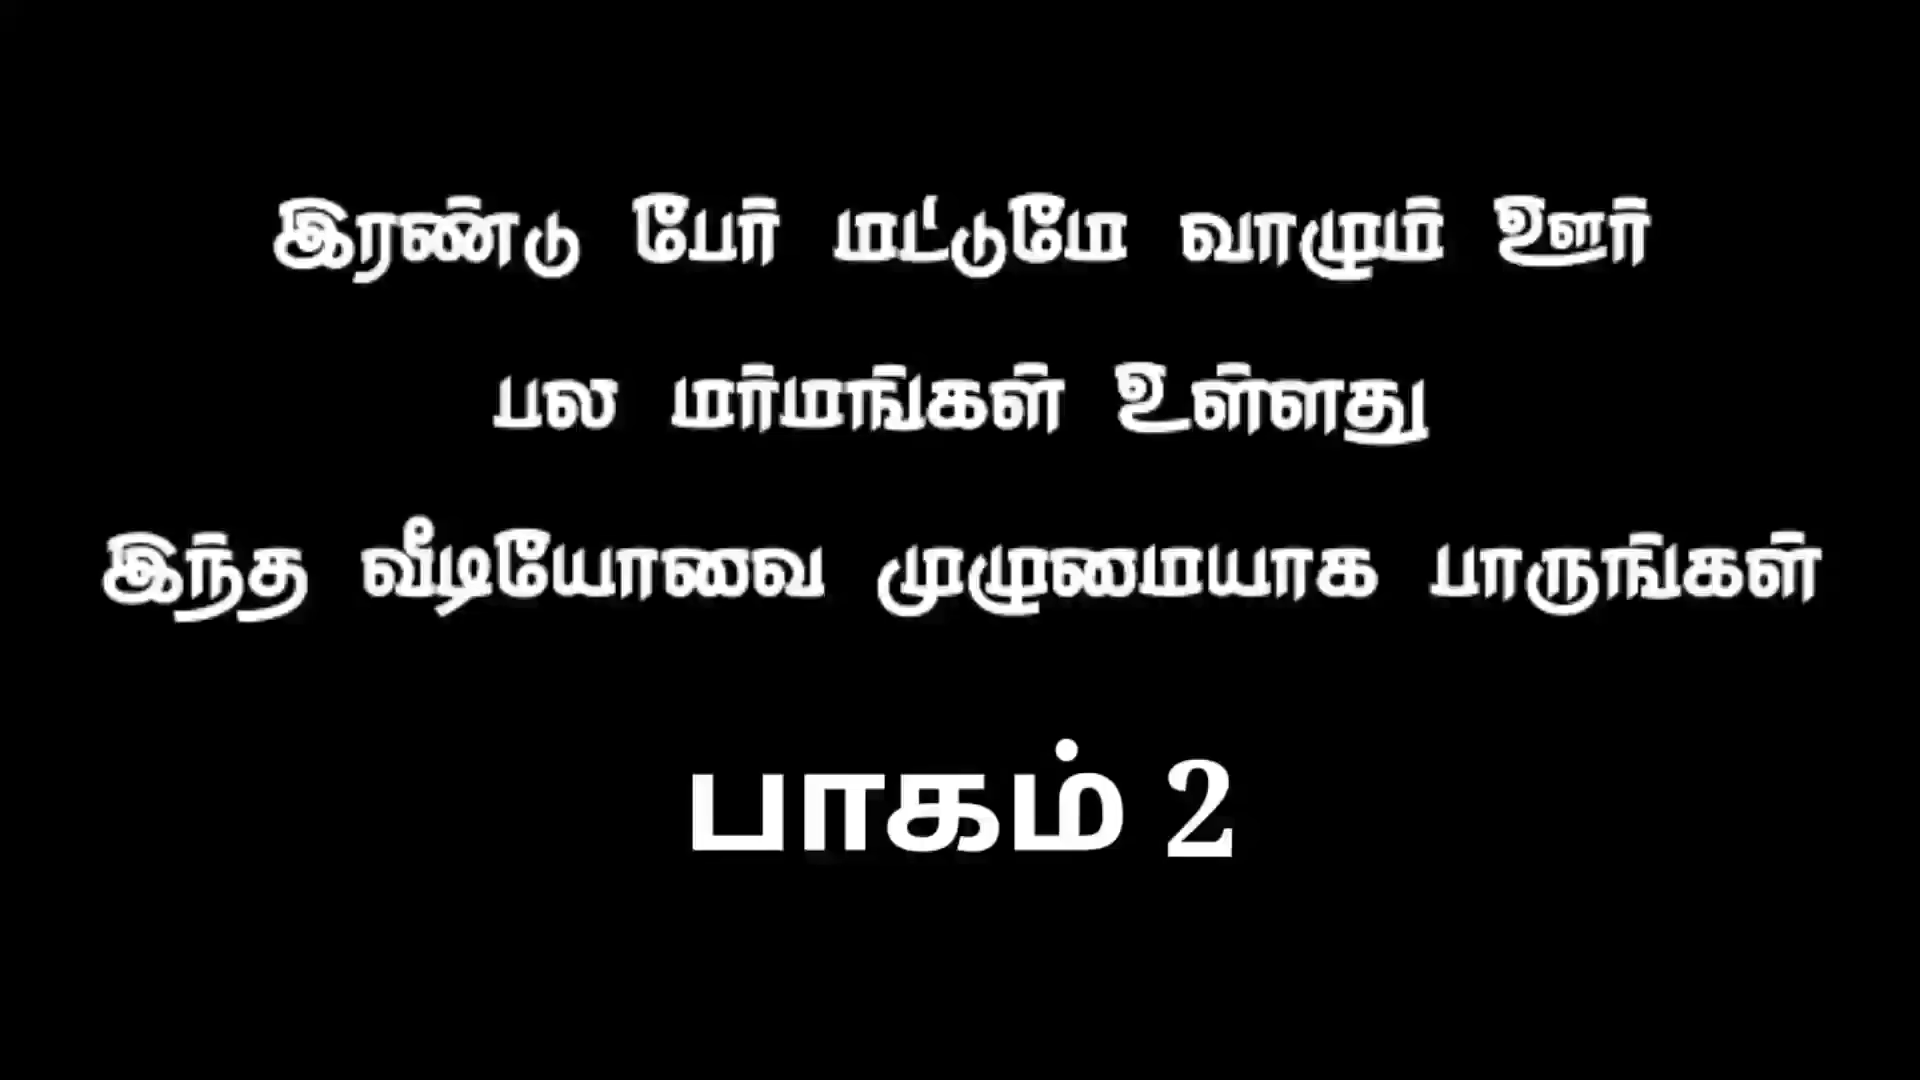 இரண்டு பேர் மட்டுமே வாழும் ஊர்
பல மர்மங்கள் உள்ளது
இந்த வீடியோவை முழுமையாக பாருங்கள்
பாகம் 2